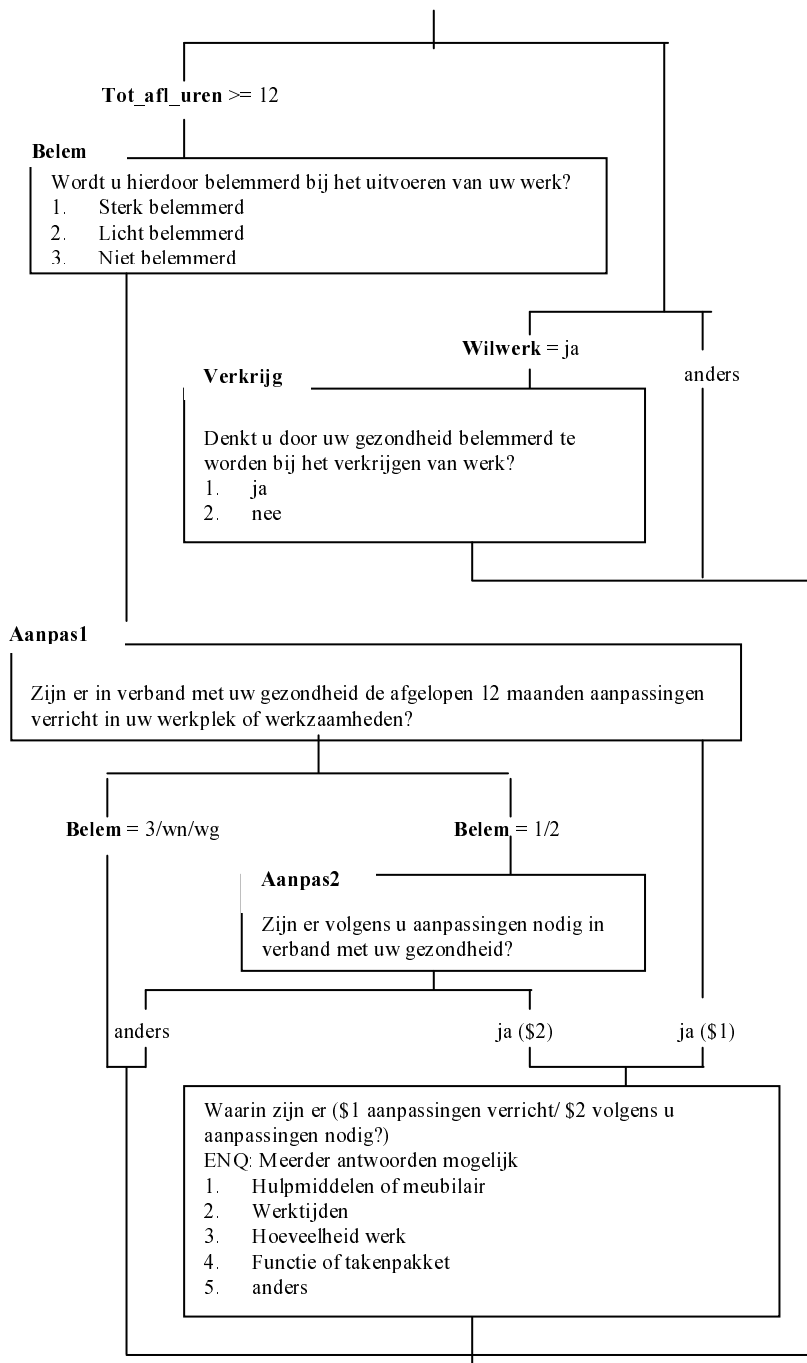 Tot_afl_uren >= 12
Belem
Wordt u hierdoor belemmerd bij het uitvoeren van uw werk?
1. Sterk belemmerd
2. Licht belemmerd
3. Niet belemmerd
Wilwerk = ja
anders
Verkrijg
Denkt u door uw gezondheid belemmerd te
worden bij het verkrijgen van werk?
1. ja
2. nee
Aanpas1
Zijn er in verband met uw gezondheid de afgelopen 12 maanden aanpassingen
verricht in uw werkplek of werkzaamheden?
Belem = 3/wn/wg
Belem = 1/2
Aanpas2
Zijn er volgens u aanpassingen nodig in
verband met uw gezondheid?
anders
ja ($2)
ja ($1)
Waarin zijn er ($1 aanpassingen verricht/ $2 volgens u
aanpassingen nodig?)
ENQ: Meerder antwoorden mogelijk
1. Hulpmiddelen of meubilair
2. Werktijden
3. Hoeveelheid werk
4. Functie of takenpakket
5. anders